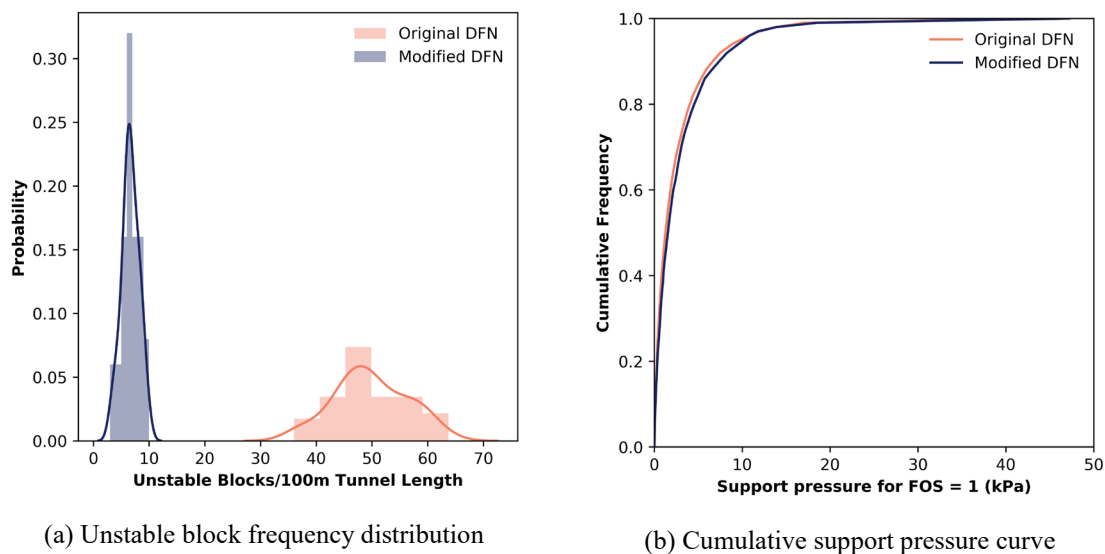 Original DFN
Modified DFN
0.30
0.25
0.20
0.15
0.10
0.05
0.00
Probability
0 10 20 30 40 50 60 70
Unstable Blocks/100m Tunnel Length
(a) Unstable block frequency distribution
Original DFN
Modified DFN
1.0
0.8
0.6
0.4
0.2
0.0
Cumulative Frequency
0 10 20 30 40 50
Support pressure for FOS = 1 (kPa)
(b) Cumulative support pressure curve